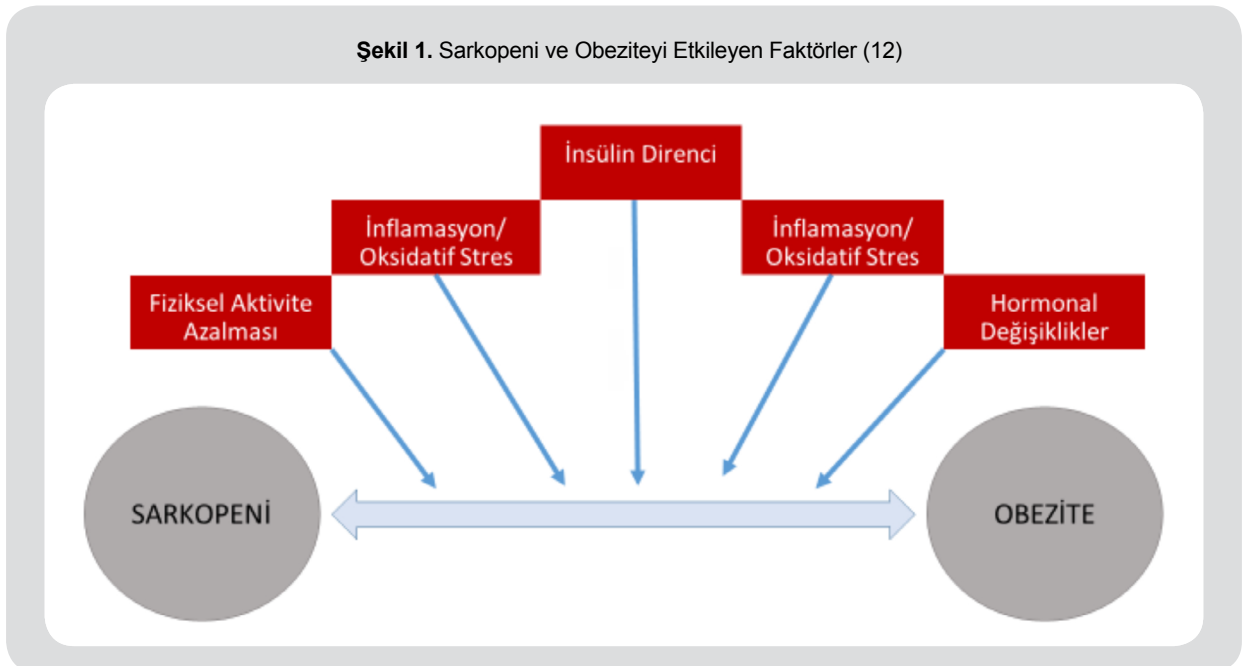 Şekil 1. Sarkopeni ve Obeziteyi Etkileyen Faktörler (12)
İnsülin Direnci
İnflamasyon/
Oksidatif Stres
İnflamasyon/
Oksidatif Stres
Fiziksel Aktivite
Azalması
Hormonal
Değişiklikler
SARKOPENİ
OBEZİTE